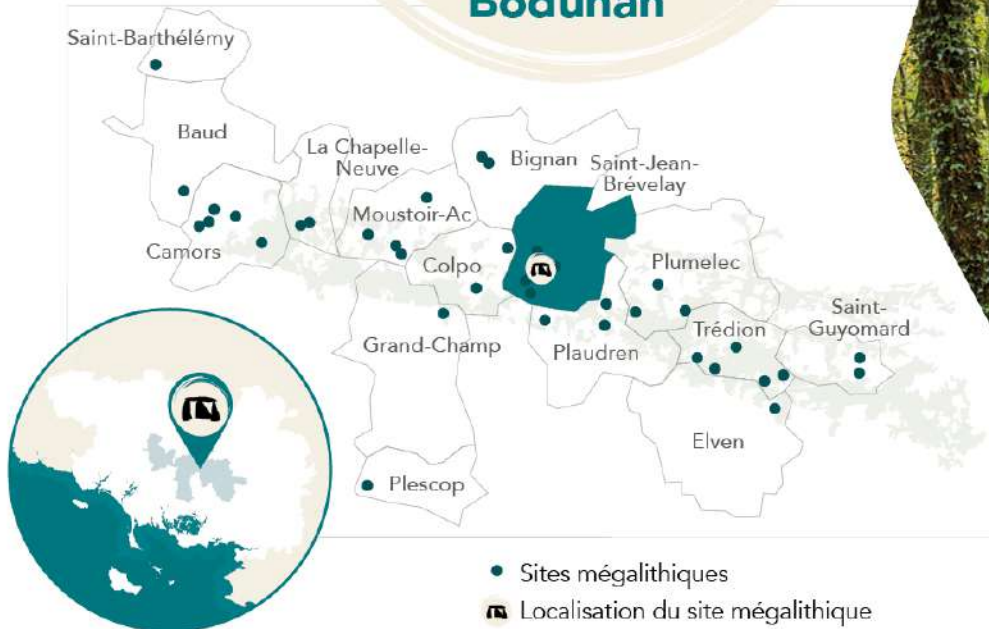 Bodunan
Saint-Barthélémy
Baud
La Chapelle-
Neuve
Bignan
Saint-Jean-
Brévelay
Moustoir-Ac
Camors
Colpo
Plumelec
Grand-Champ
Plaudren
Trédion
Saint-
Guyomard
Elven
Plescop
Sites mégalithiques
Localisation du site mégalithique